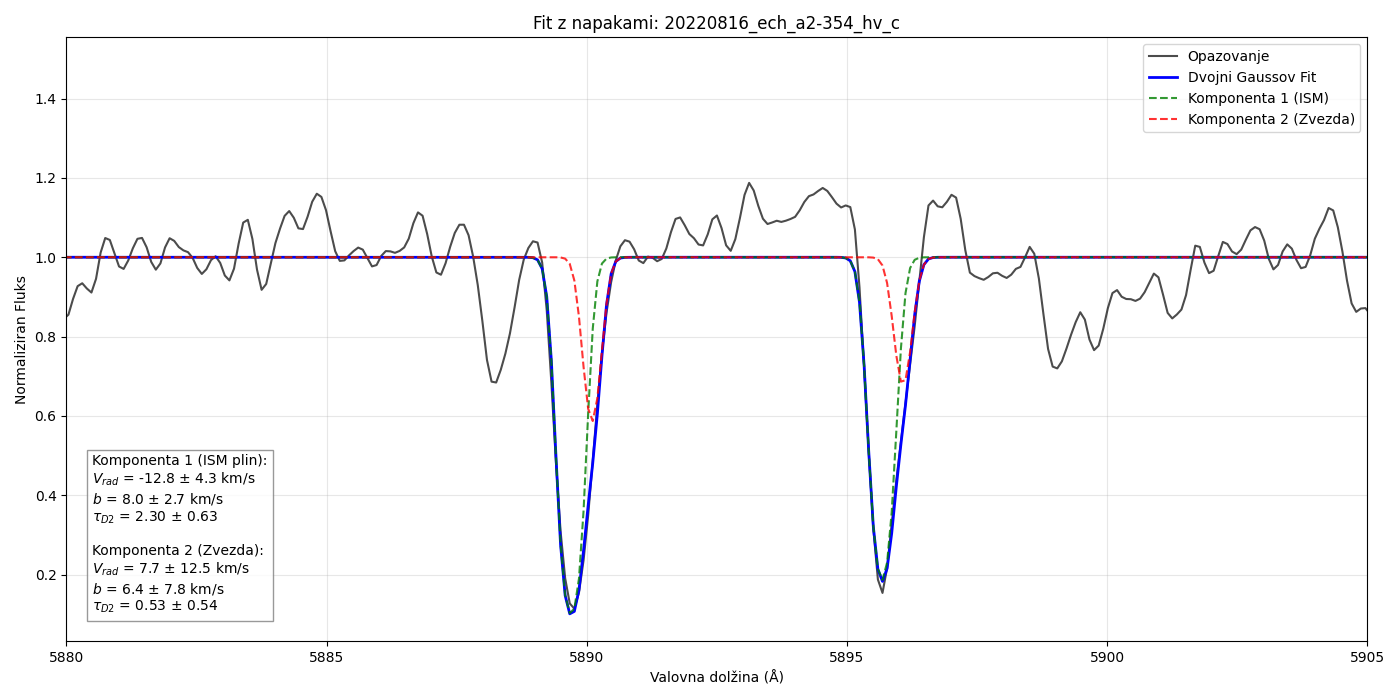 Fit z napakami: 20220816_ech_a2-354_hv_c
Opazovanje
Dvojni Gaussov Fit
Komponenta 1 (ISM)
Komponenta 2 (Zvezda)
Normaliziran Fluks
1.4
1.2
1.0
0.8
0.6
0.4
0.2
Komponenta 1 (ISM plin):
V_rad = -12.8 ± 4.3 km/s
b = 8.0 ± 2.7 km/s
τ_D2 = 2.30 ± 0.63
Komponenta 2 (Zvezda):
V_rad = 7.7 ± 12.5 km/s
b = 6.4 ± 7.8 km/s
τ_D2 = 0.53 ± 0.54
5880
5885
5890
5895
5900
5905
Valovna dolžina (Å)